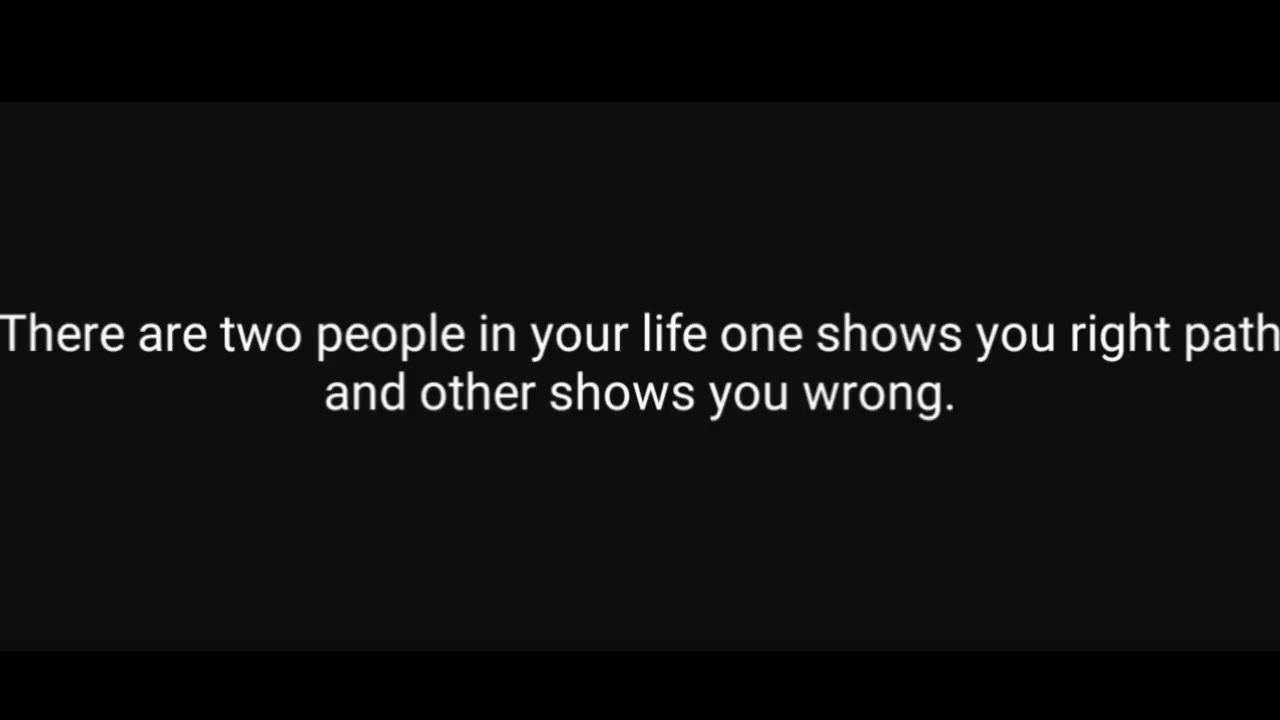 There are two people in your life one shows you right path
and other shows you wrong.